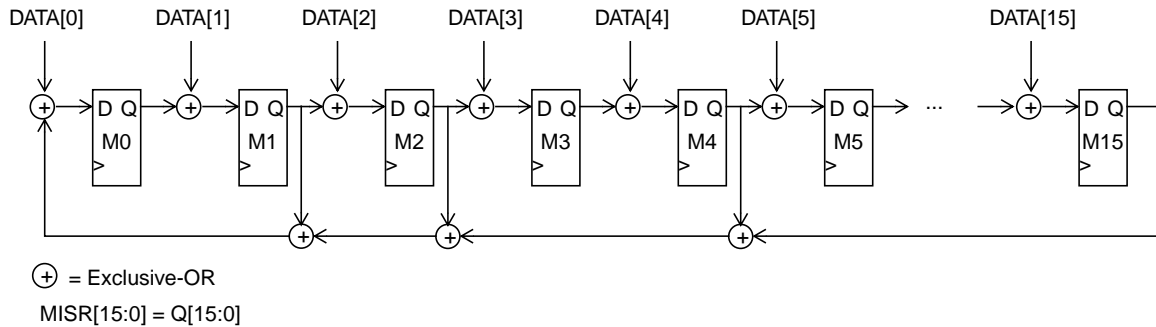 DATA[0] DATA[1] DATA[2] DATA[3] DATA[4] DATA[5] DATA[15]
+ + + + + + +
D Q D Q D Q D Q D Q D Q ... D Q
M0 M1 M2 M3 M4 M5 M15
+ + +
+ = Exclusive-OR
MISR[15:0] = Q[15:0]